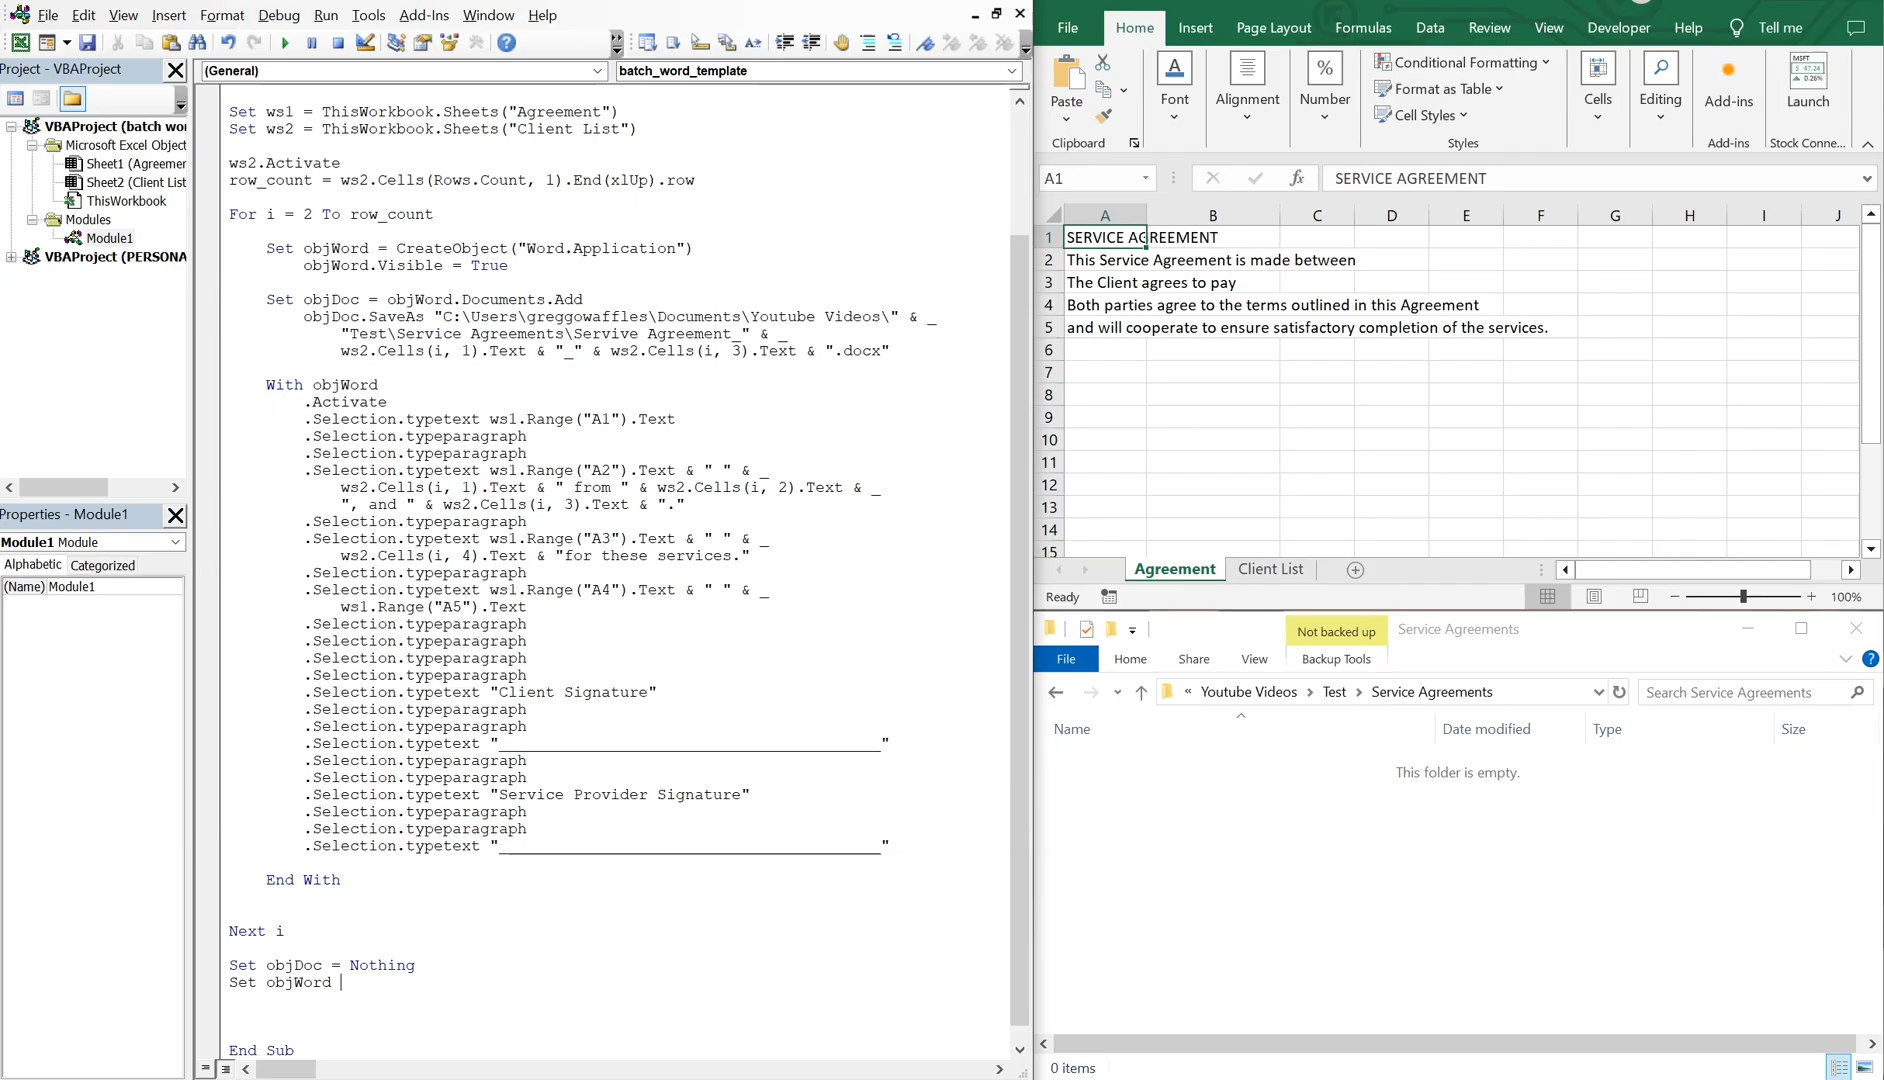 File Edit View Insert Format Debug Run Tools Add-Ins Window Help
Project - VBAProject
VBAProject (batch wo
Microsoft Excel Object
Sheet1 (Agreemer
Sheet2 (Client List
ThisWorkbook
Modules
Module1
VBAProject (PERSONA
Properties - Module1
Module1 Module
Alphabetic Categorized
(Name) Module1
(General) batch_word_template
Set ws1 = ThisWorkbook.Sheets("Agreement")
Set ws2 = ThisWorkbook.Sheets("Client List")
ws2.Activate
row_count = ws2.Cells(Rows.Count, 1).End(xlUp).row
For i = 2 To row_count
Set objWord = CreateObject("Word.Application")
objWord.Visible = True
Set objDoc = objWord.Documents.Add
objDoc.SaveAs "C:\Users\greggowaffles\Documents\Youtube Videos\" & _
"Test\Service Agreements\Servive Agreement_" & _
ws2.Cells(i, 1).Text & "_" & ws2.Cells(i, 3).Text & ".docx"
With objWord
.Activate
.Selection.typetext ws1.Range("A1").Text
.Selection.typeparagraph
.Selection.typeparagraph
.Selection.typetext ws1.Range("A2").Text & " " & _
ws2.Cells(i, 1).Text & " from " & ws2.Cells(i, 2).Text & _
", and " & ws2.Cells(i, 3).Text & "."
.Selection.typeparagraph
.Selection.typetext ws1.Range("A3").Text & " " & _
ws2.Cells(i, 4).Text & "for these services."
.Selection.typeparagraph
.Selection.typetext ws1.Range("A4").Text & " " & _
ws1.Range("A5").Text
.Selection.typeparagraph
.Selection.typeparagraph
.Selection.typeparagraph
.Selection.typeparagraph
.Selection.typetext "Client Signature"
.Selection.typeparagraph
.Selection.typeparagraph
.Selection.typetext "_________________________________________"
.Selection.typeparagraph
.Selection.typeparagraph
.Selection.typetext "Service Provider Signature"
.Selection.typeparagraph
.Selection.typeparagraph
.Selection.typetext "_________________________________________"
End With
Next i
Set objDoc = Nothing
Set objWord
End Sub
File Home Insert Page Layout Formulas Data Review View Developer Help Tell me
Paste
Clipboard
Font
Alignment
%
Number
Conditional Formatting
Format as Table
Cell Styles
Styles
Cells
Editing
Add-ins
Add-ins
MSFT
$ 47.24
0.26%
Launch
Stock Conne...
A1 fx SERVICE AGREEMENT
A B C D E F G H I J
1 SERVICE AGREEMENT
2 This Service Agreement is made between
3 The Client agrees to pay
4 Both parties agree to the terms outlined in this Agreement
5 and will cooperate to ensure satisfactory completion of the services.
6
7
8
9
10
11
12
13
14
15
Agreement Client List
Ready 100%
Not backed up Service Agreements
File Home Share View Backup Tools
« Youtube Videos > Test > Service Agreements Search Service Agreements
Name Date modified Type Size
This folder is empty.
0 items